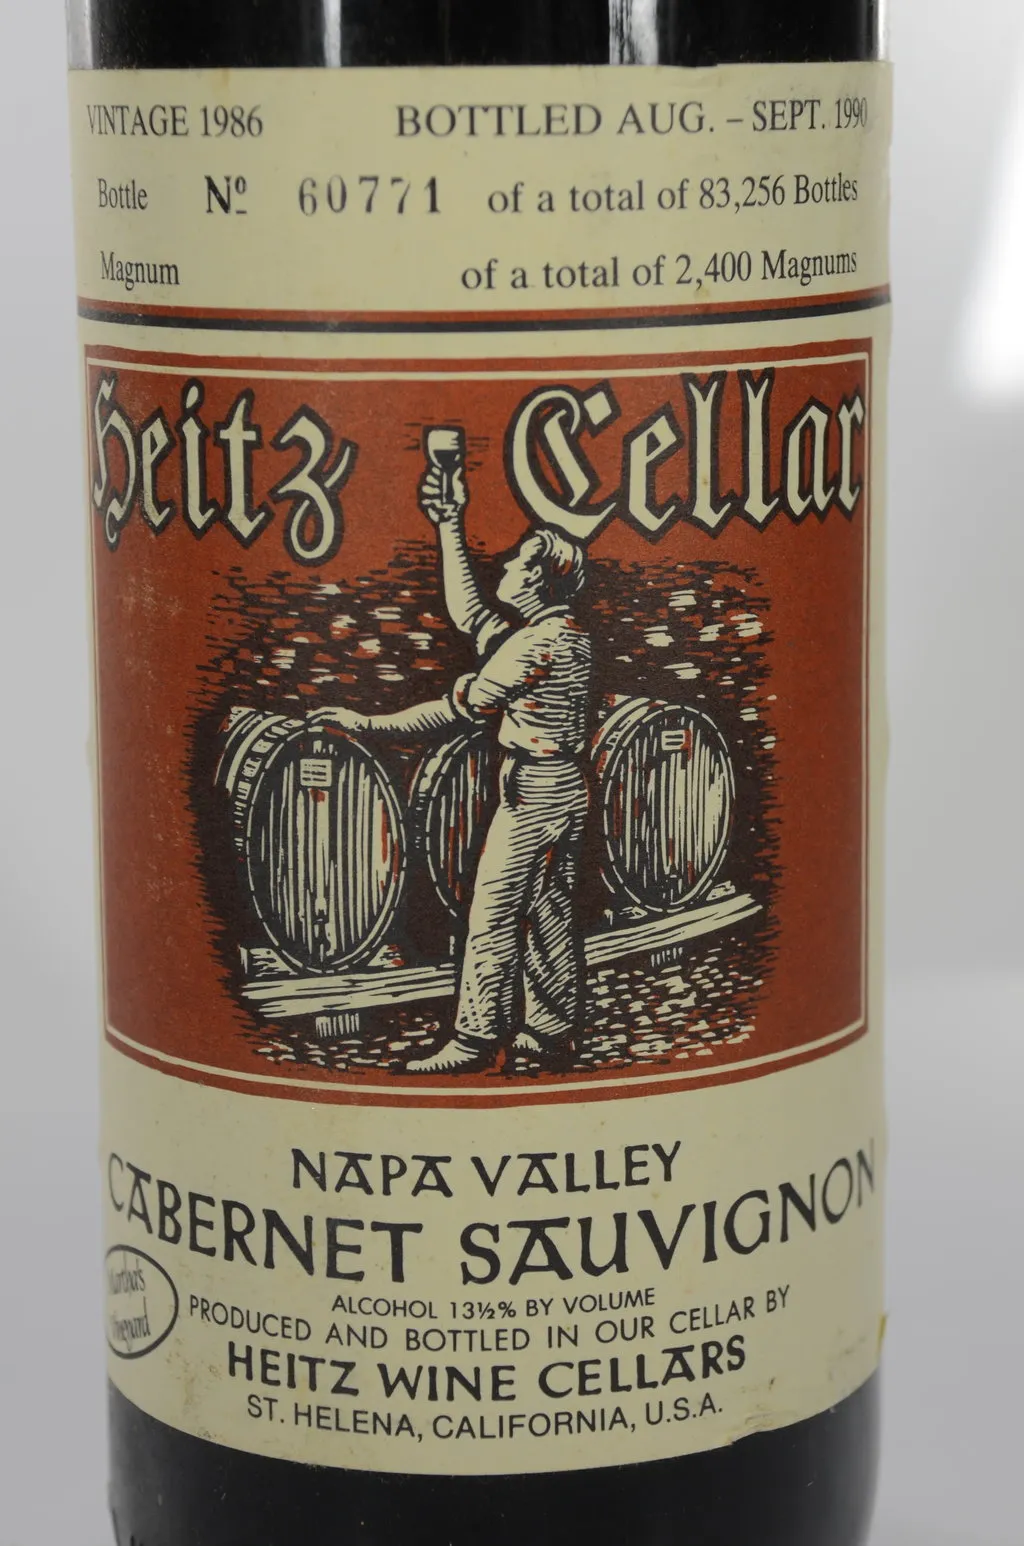 VINTAGE 1986 BOTTLED AUG. – SEPT. 1990
Bottle Nº 60771 of a total of 83,256 Bottles
Magnum of a total of 2,400 Magnums
Heitz Cellar
NAPA VALLEY
CABERNET SAUVIGNON
Martha's
Vineyard
ALCOHOL 13½% BY VOLUME
PRODUCED AND BOTTLED IN OUR CELLAR BY
HEITZ WINE CELLARS
ST. HELENA, CALIFORNIA, U.S.A.